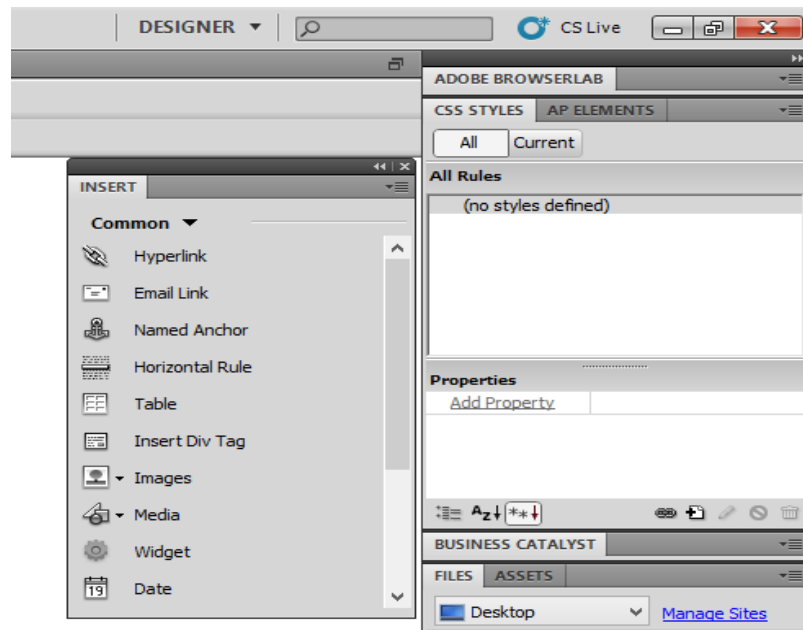 DESIGNER
CS Live
ADOBE BROWSERLAB
CSS STYLES AP ELEMENTS
All Current
All Rules
(no styles defined)
Properties
Add Property
INSERT
Common
Hyperlink
Email Link
Named Anchor
Horizontal Rule
Table
Insert Div Tag
Images
Media
Widget
19 Date
AZ **
BUSINESS CATALYST
FILES ASSETS
Desktop Manage Sites